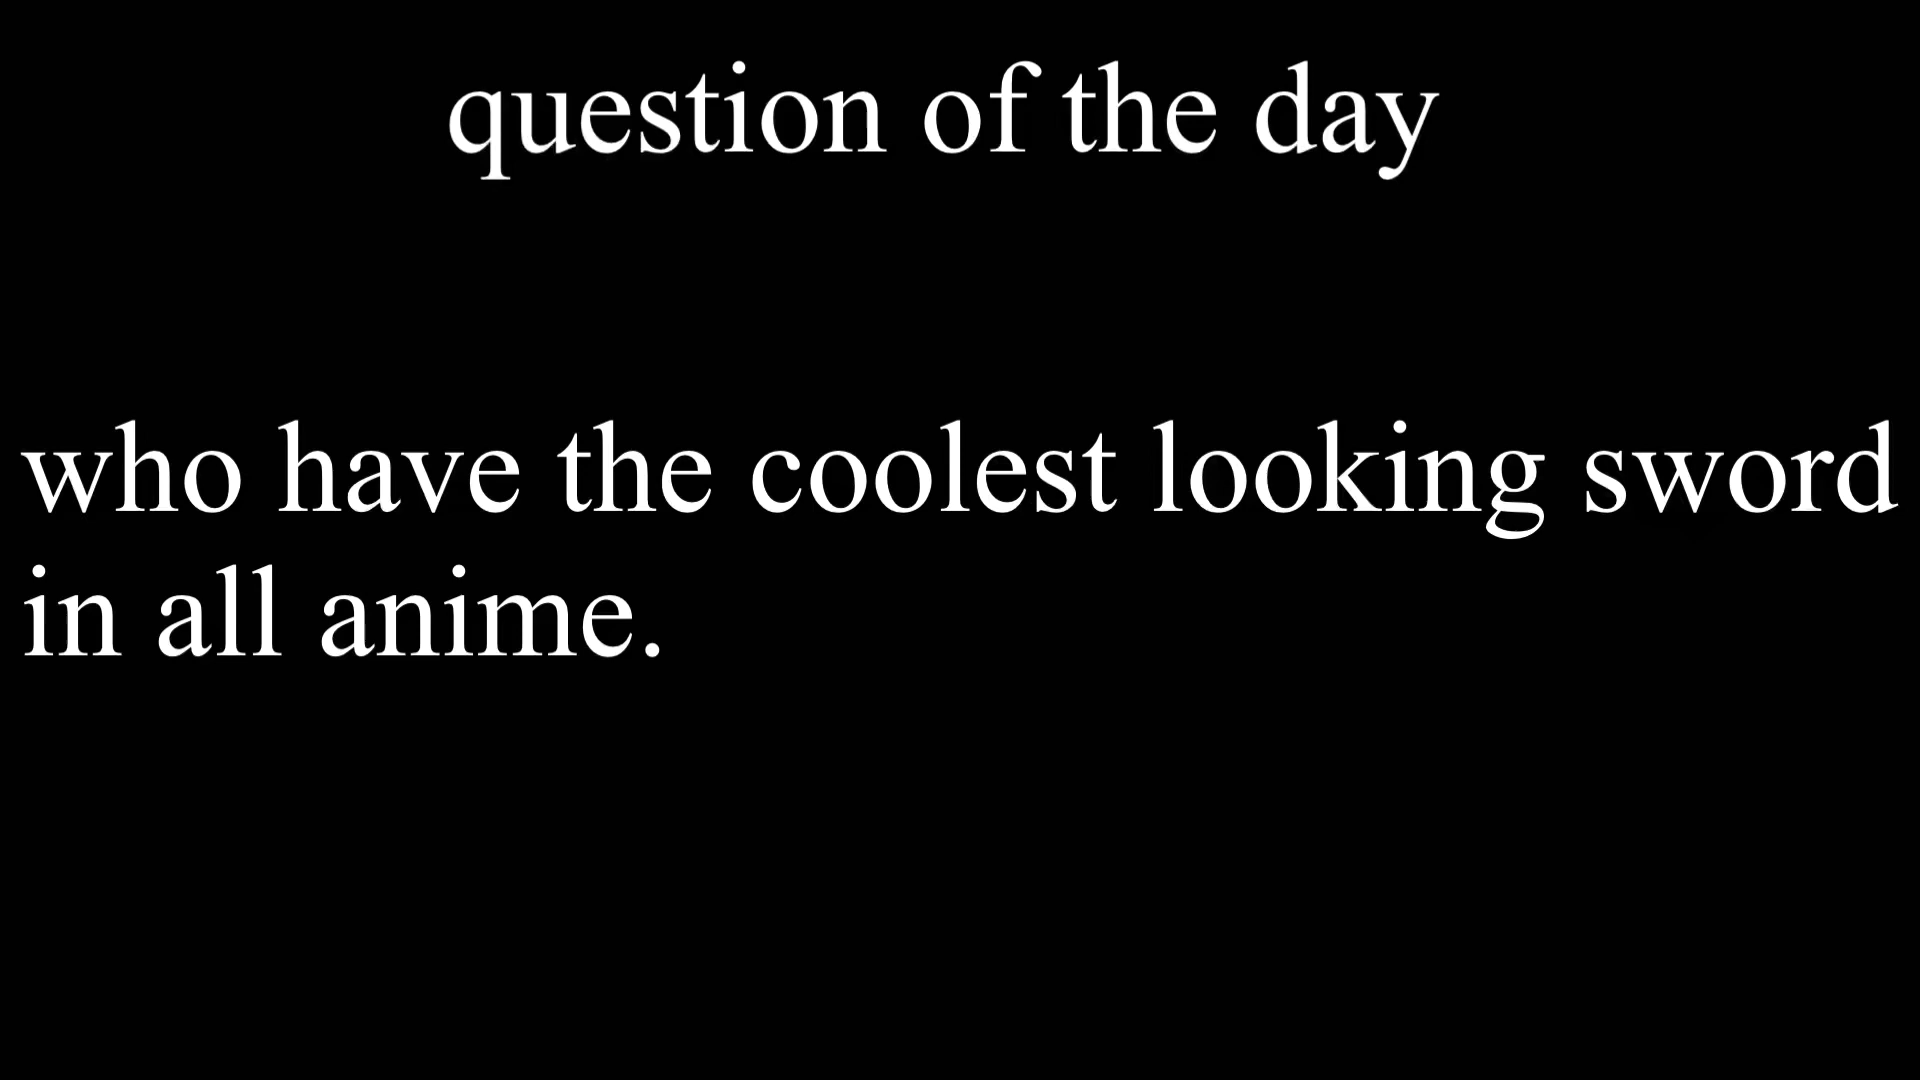 question of the day
who have the coolest looking sword
in all anime.